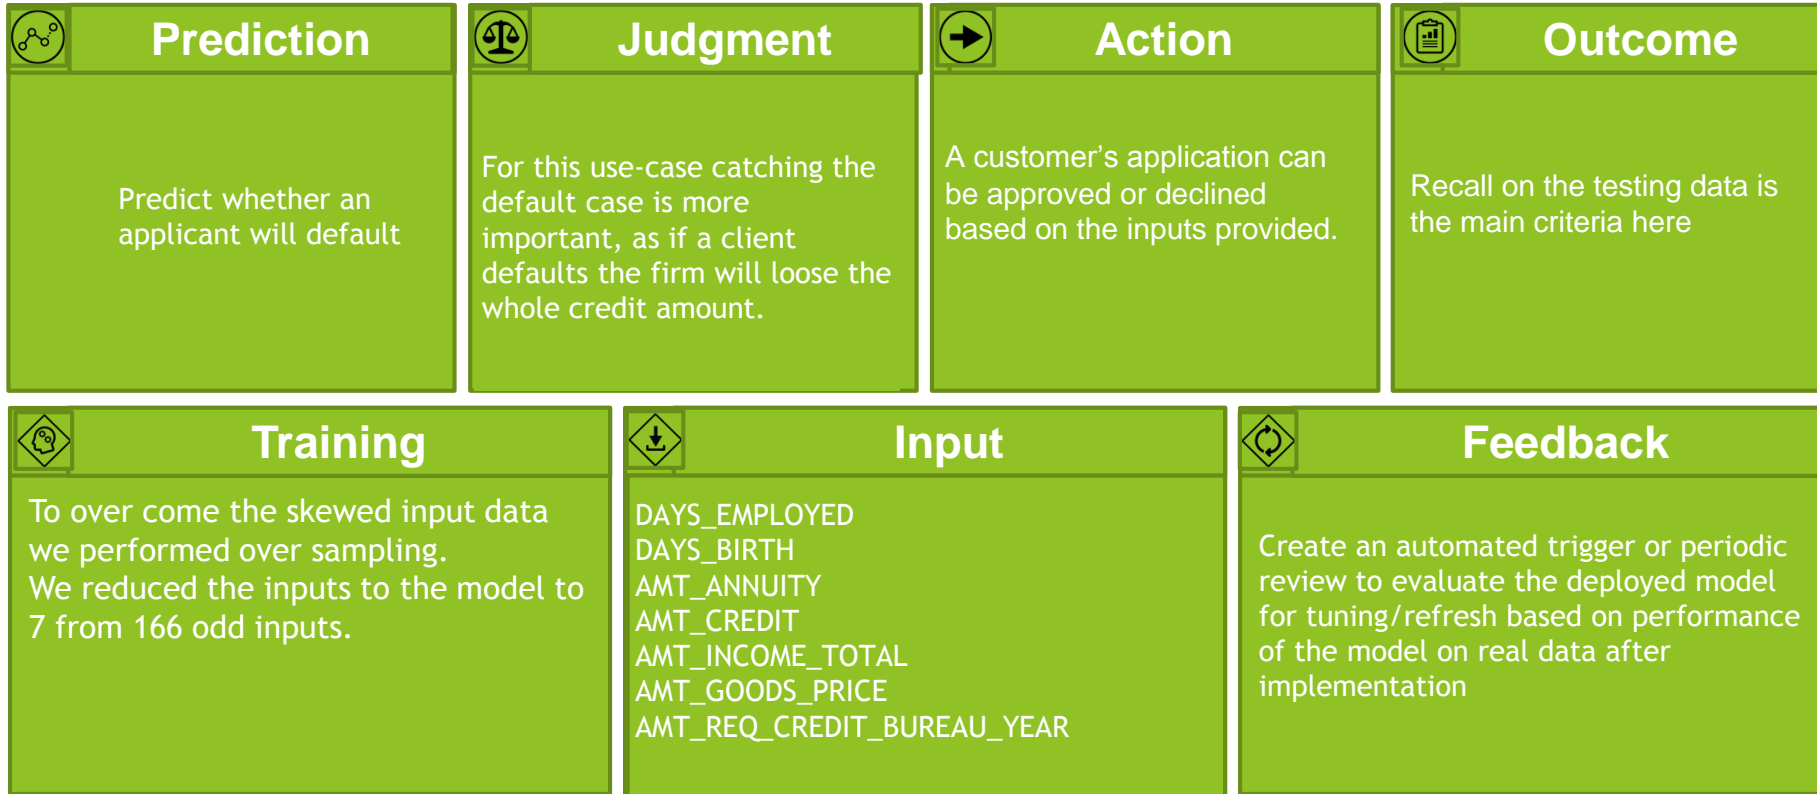 Prediction
Predict whether an
applicant will default
Judgment
For this use-case catching the
default case is more
important, as if a client
defaults the firm will loose the
whole credit amount.
Action
A customer’s application can
be approved or declined
based on the inputs provided.
Outcome
Recall on the testing data is
the main criteria here
Training
To over come the skewed input data
we performed over sampling.
We reduced the inputs to the model to
7 from 166 odd inputs.
Input
DAYS_EMPLOYED
DAYS_BIRTH
AMT_ANNUITY
AMT_CREDIT
AMT_INCOME_TOTAL
AMT_GOODS_PRICE
AMT_REQ_CREDIT_BUREAU_YEAR
Feedback
Create an automated trigger or periodic
review to evaluate the deployed model
for tuning/refresh based on performance
of the model on real data after
implementation